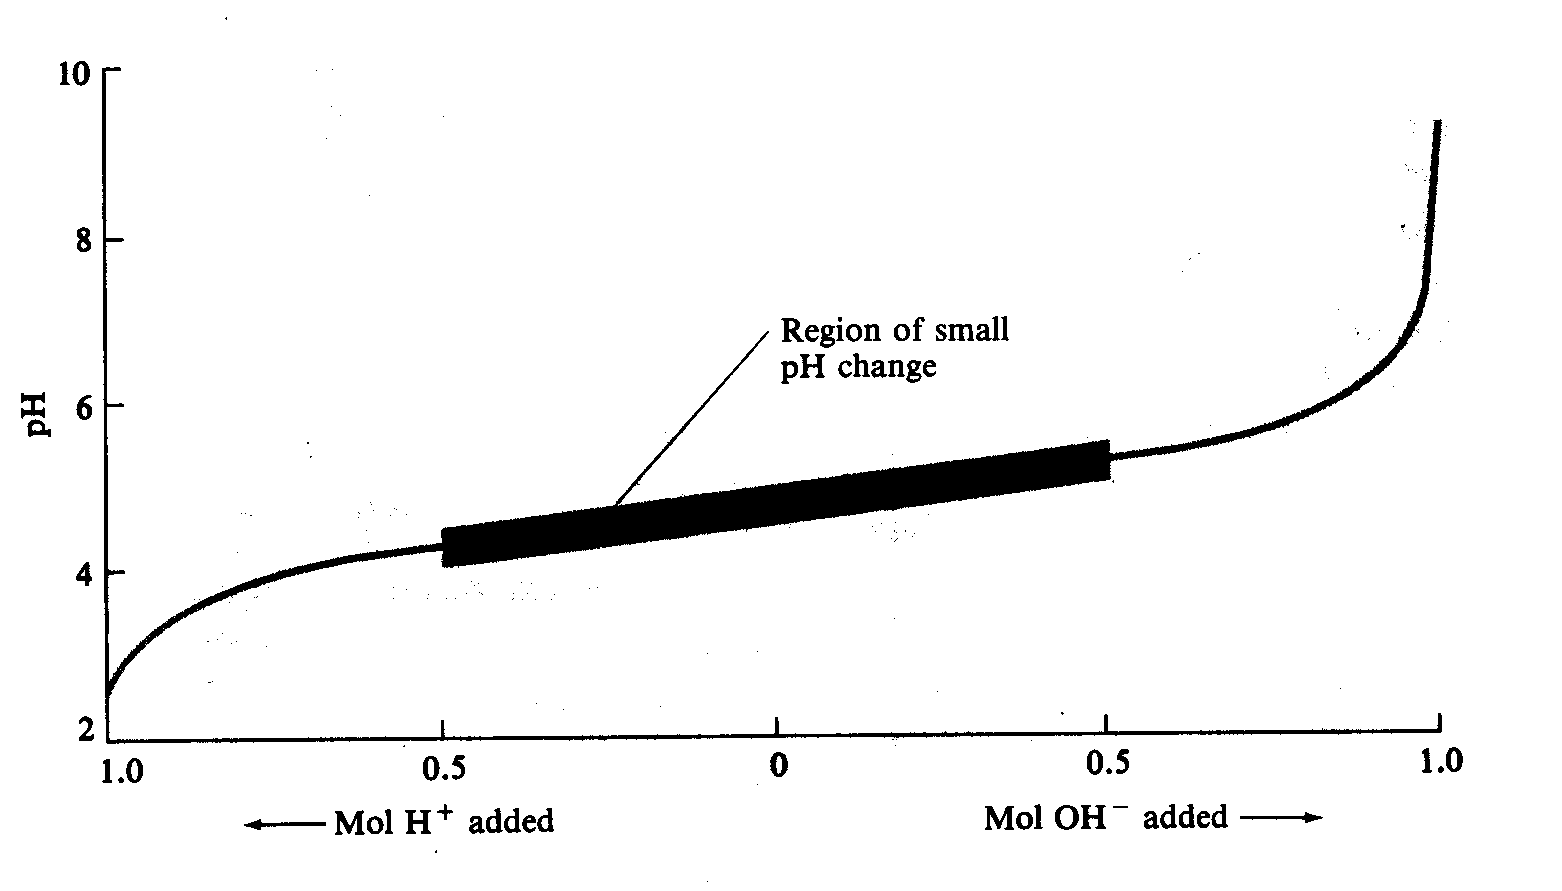 10
8
Region of small
pH change
6
pH
4
2
1.0 0.5 0 0.5 1.0
← Mol H⁺ added Mol OH⁻ added →